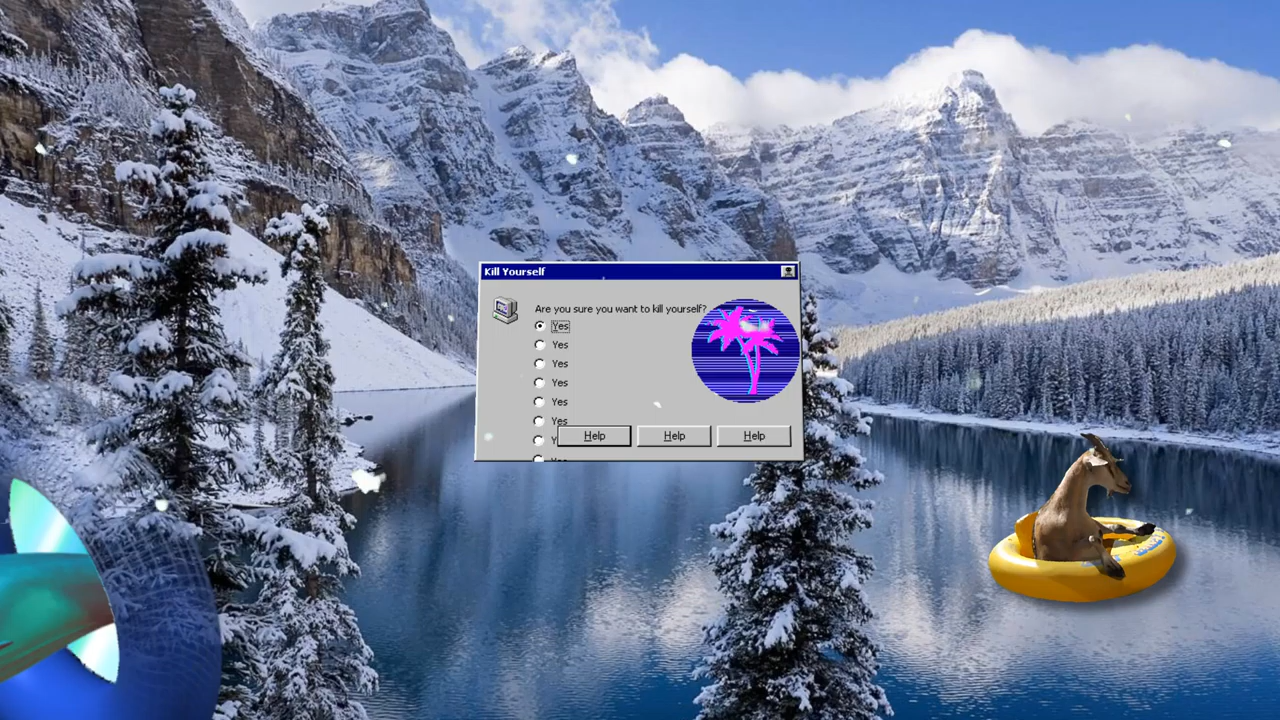 Kill Yourself
Are you sure you want to kill yourself?
Yes
Yes
Yes
Yes
Yes
Yes
Help Help Help